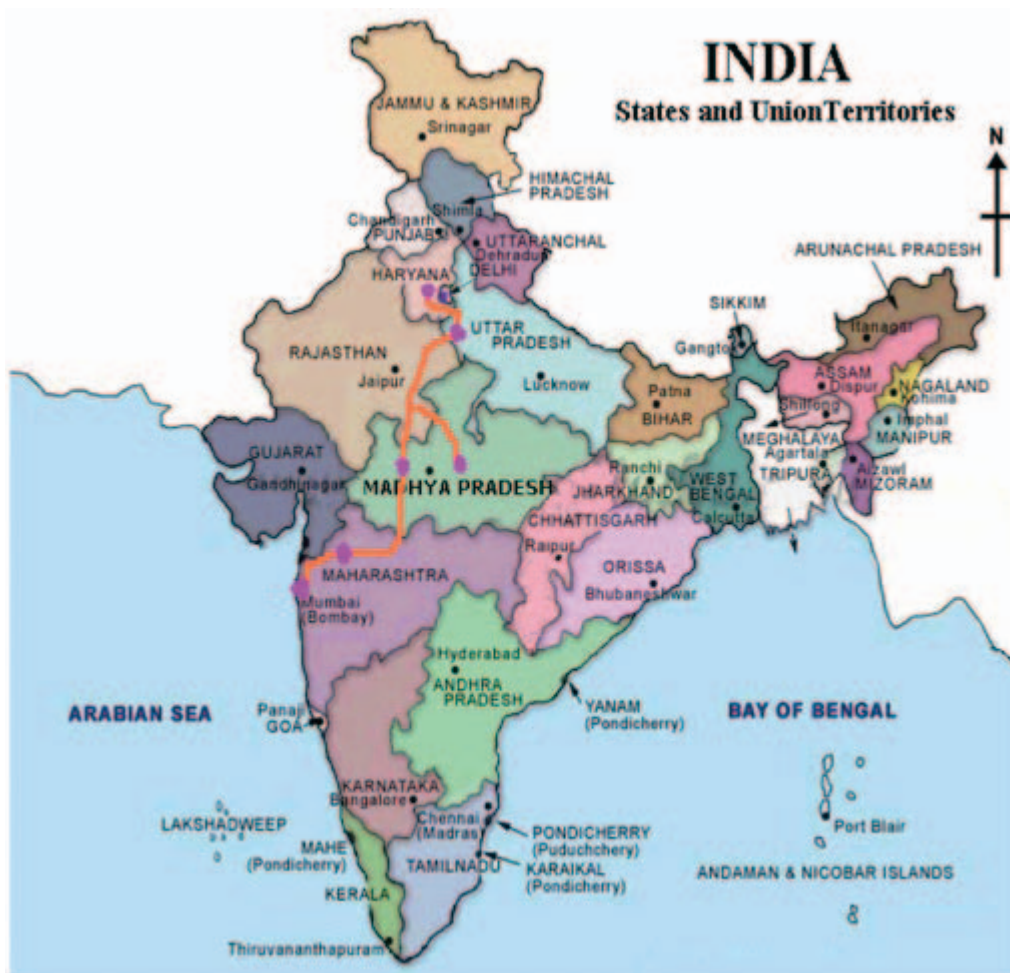 INDIA
States and UnionTerritories
N
JAMMU & KASHMIR
Srinagar
HIMACHAL
PRADESH
Shimla
Chandigarh
PUNJAB
UTTARANCHAL
Dehradun
DELHI
HARYANA
ARUNACHAL PRADESH
Itanagar
SIKKIM
Gangtok
UTTAR
PRADESH
Lucknow
RAJASTHAN
Jaipur
ASSAM
Dispur
NAGALAND
Kohima
Shillong
MEGHALAYA
Imphal
MANIPUR
Agartala
TRIPURA
Aizawl
MIZORAM
Patna
BIHAR
GUJARAT
Gandhinagar
MADHYA PRADESH
Ranchi
JHARKHAND
WEST
BENGAL
Calcutta
CHHATTISGARH
Raipur
ORISSA
Bhubaneshwar
MAHARASHTRA
Mumbai
(Bombay)
Hyderabad
ANDHRA
PRADESH
YANAM
(Pondicherry)
ARABIAN SEA
BAY OF BENGAL
Panaji
GOA
KARNATAKA
Bangalore
LAKSHADWEEP
MAHE
(Pondicherry)
Chennai
(Madras)
PONDICHERRY
(Puduchchery)
TAMILNADU
KARAIKAL
(Pondicherry)
KERALA
Thiruvananthapuram
Port Blair
ANDAMAN & NICOBAR ISLANDS